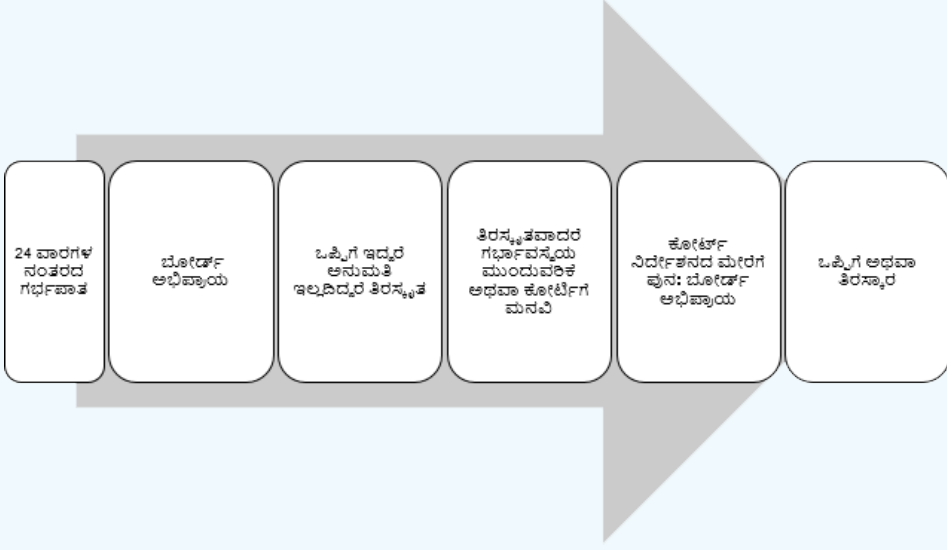 24 ವಾರಗಳ
ನಂತರದ
ಗರ್ಭಪಾತ
ಬೋರ್ಡ್
ಅಭಿಪ್ರಾಯ
ಒಪ್ಪಿಗೆ ಇದ್ದರೆ
ಅನುಮತಿ
ಇಲ್ಲದಿದ್ದರೆ ತಿರಸ್ಕೃತ
ತಿರಸ್ಕೃತವಾದರೆ
ಗರ್ಭಾವಸ್ಥೆಯ
ಮುಂದುವರಿಕೆ
ಅಥವಾ ಕೋರ್ಟಿಗೆ
ಮನವಿ
ಕೋರ್ಟ್
ನಿರ್ದೇಶನದ ಮೇರೆಗೆ
ಪುನ: ಬೋರ್ಡ್
ಅಭಿಪ್ರಾಯ
ಒಪ್ಪಿಗೆ ಅಥವಾ
ತಿರಸ್ಕಾರ